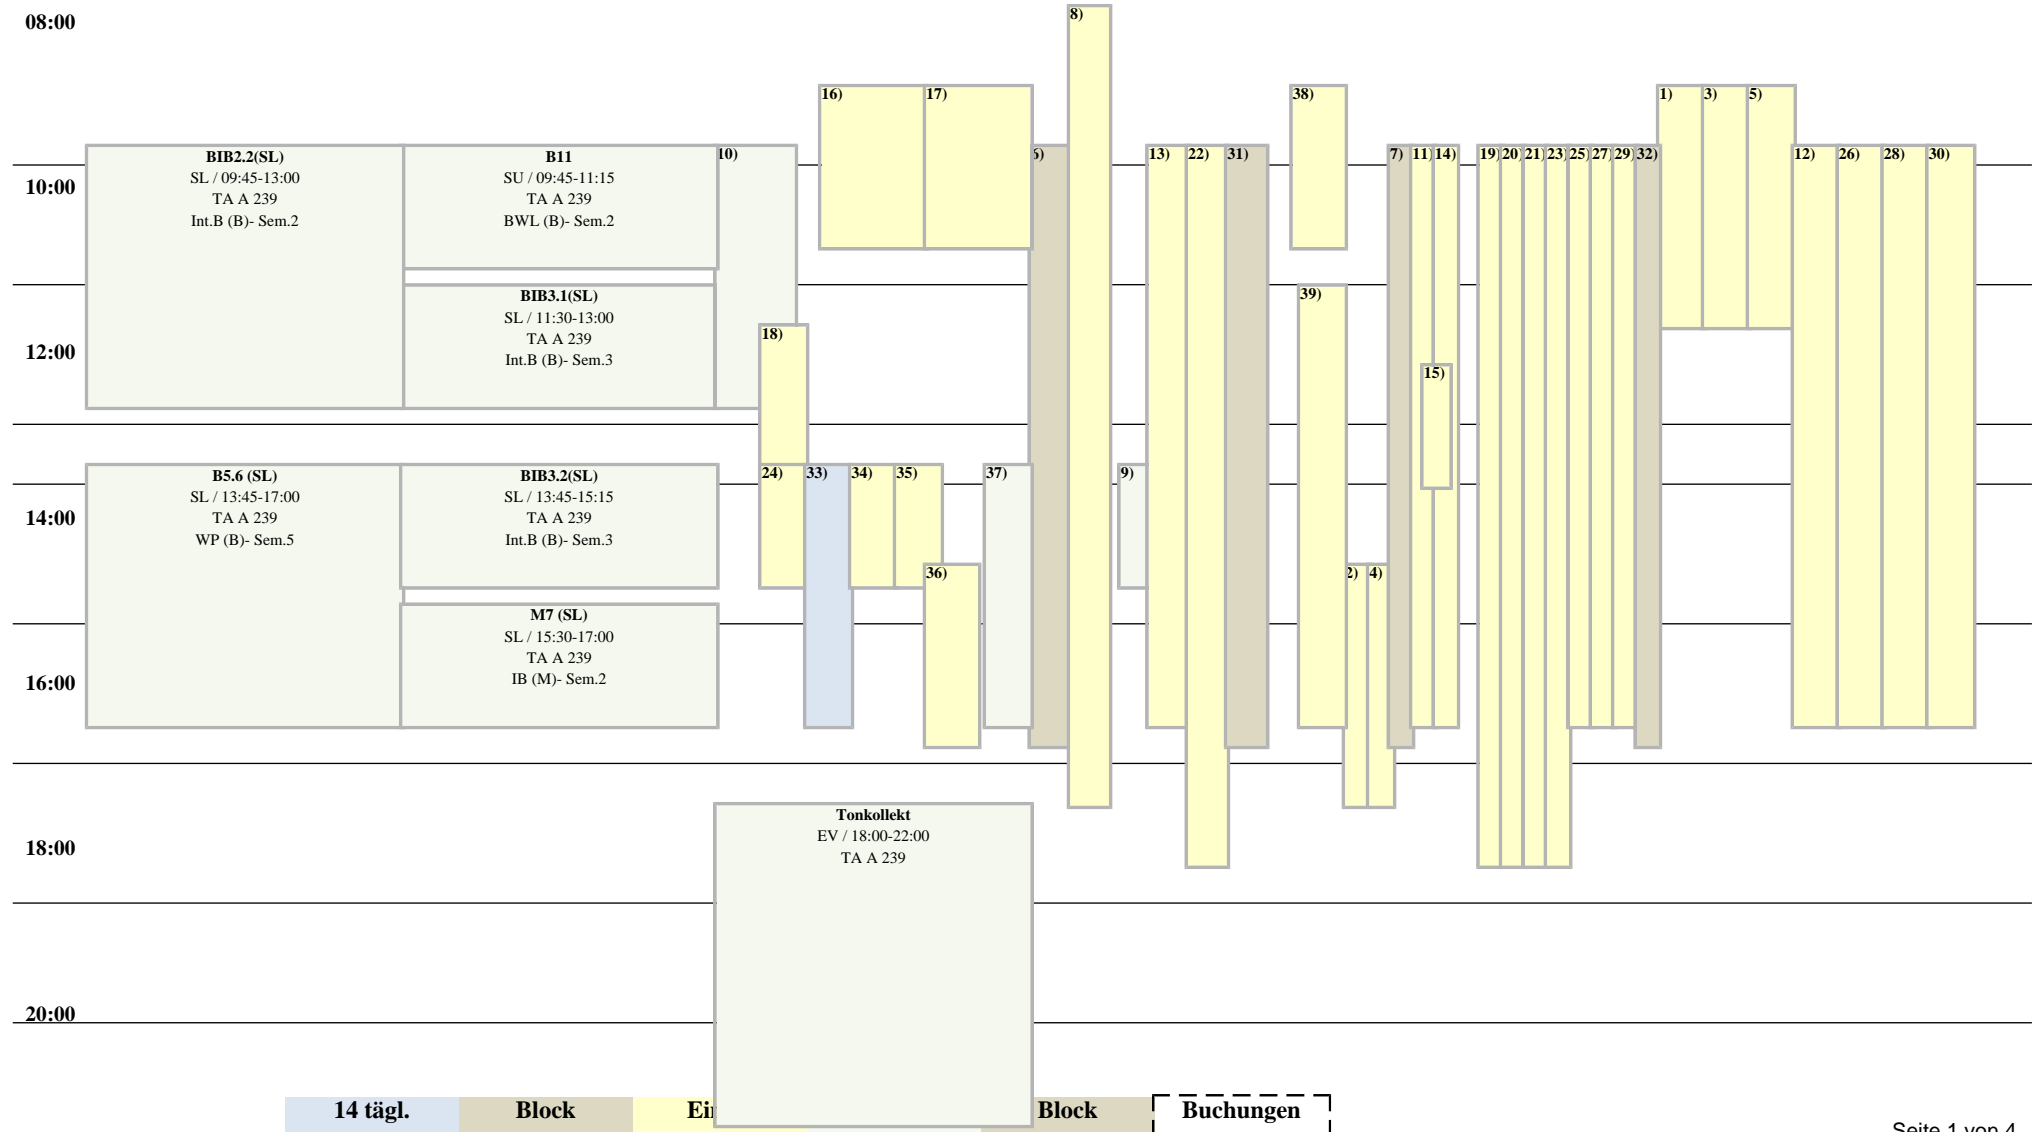 08:00
8)
16)
17)
38)
1)
3)
5)
BIB2.2(SL)
SL / 09:45-13:00
TA A 239
Int.B (B)- Sem.2
B11
SU / 09:45-11:15
TA A 239
BWL (B)- Sem.2
10)
6)
13)
22)
31)
7)
11)
14)
19)
20)
21)
23)
25)
27)
29)
32)
12)
26)
28)
30)
10:00
BIB3.1(SL)
SL / 11:30-13:00
TA A 239
Int.B (B)- Sem.3
39)
18)
12:00
15)
B5.6 (SL)
SL / 13:45-17:00
TA A 239
WP (B)- Sem.5
BIB3.2(SL)
SL / 13:45-15:15
TA A 239
Int.B (B)- Sem.3
24)
33)
34)
35)
37)
9)
14:00
36)
2)
4)
M7 (SL)
SL / 15:30-17:00
TA A 239
IB (M)- Sem.2
16:00
Tonkollekt
EV / 18:00-22:00
TA A 239
18:00
20:00
14 tägl.
Block
Block
Buchungen
Seite 1 von 4